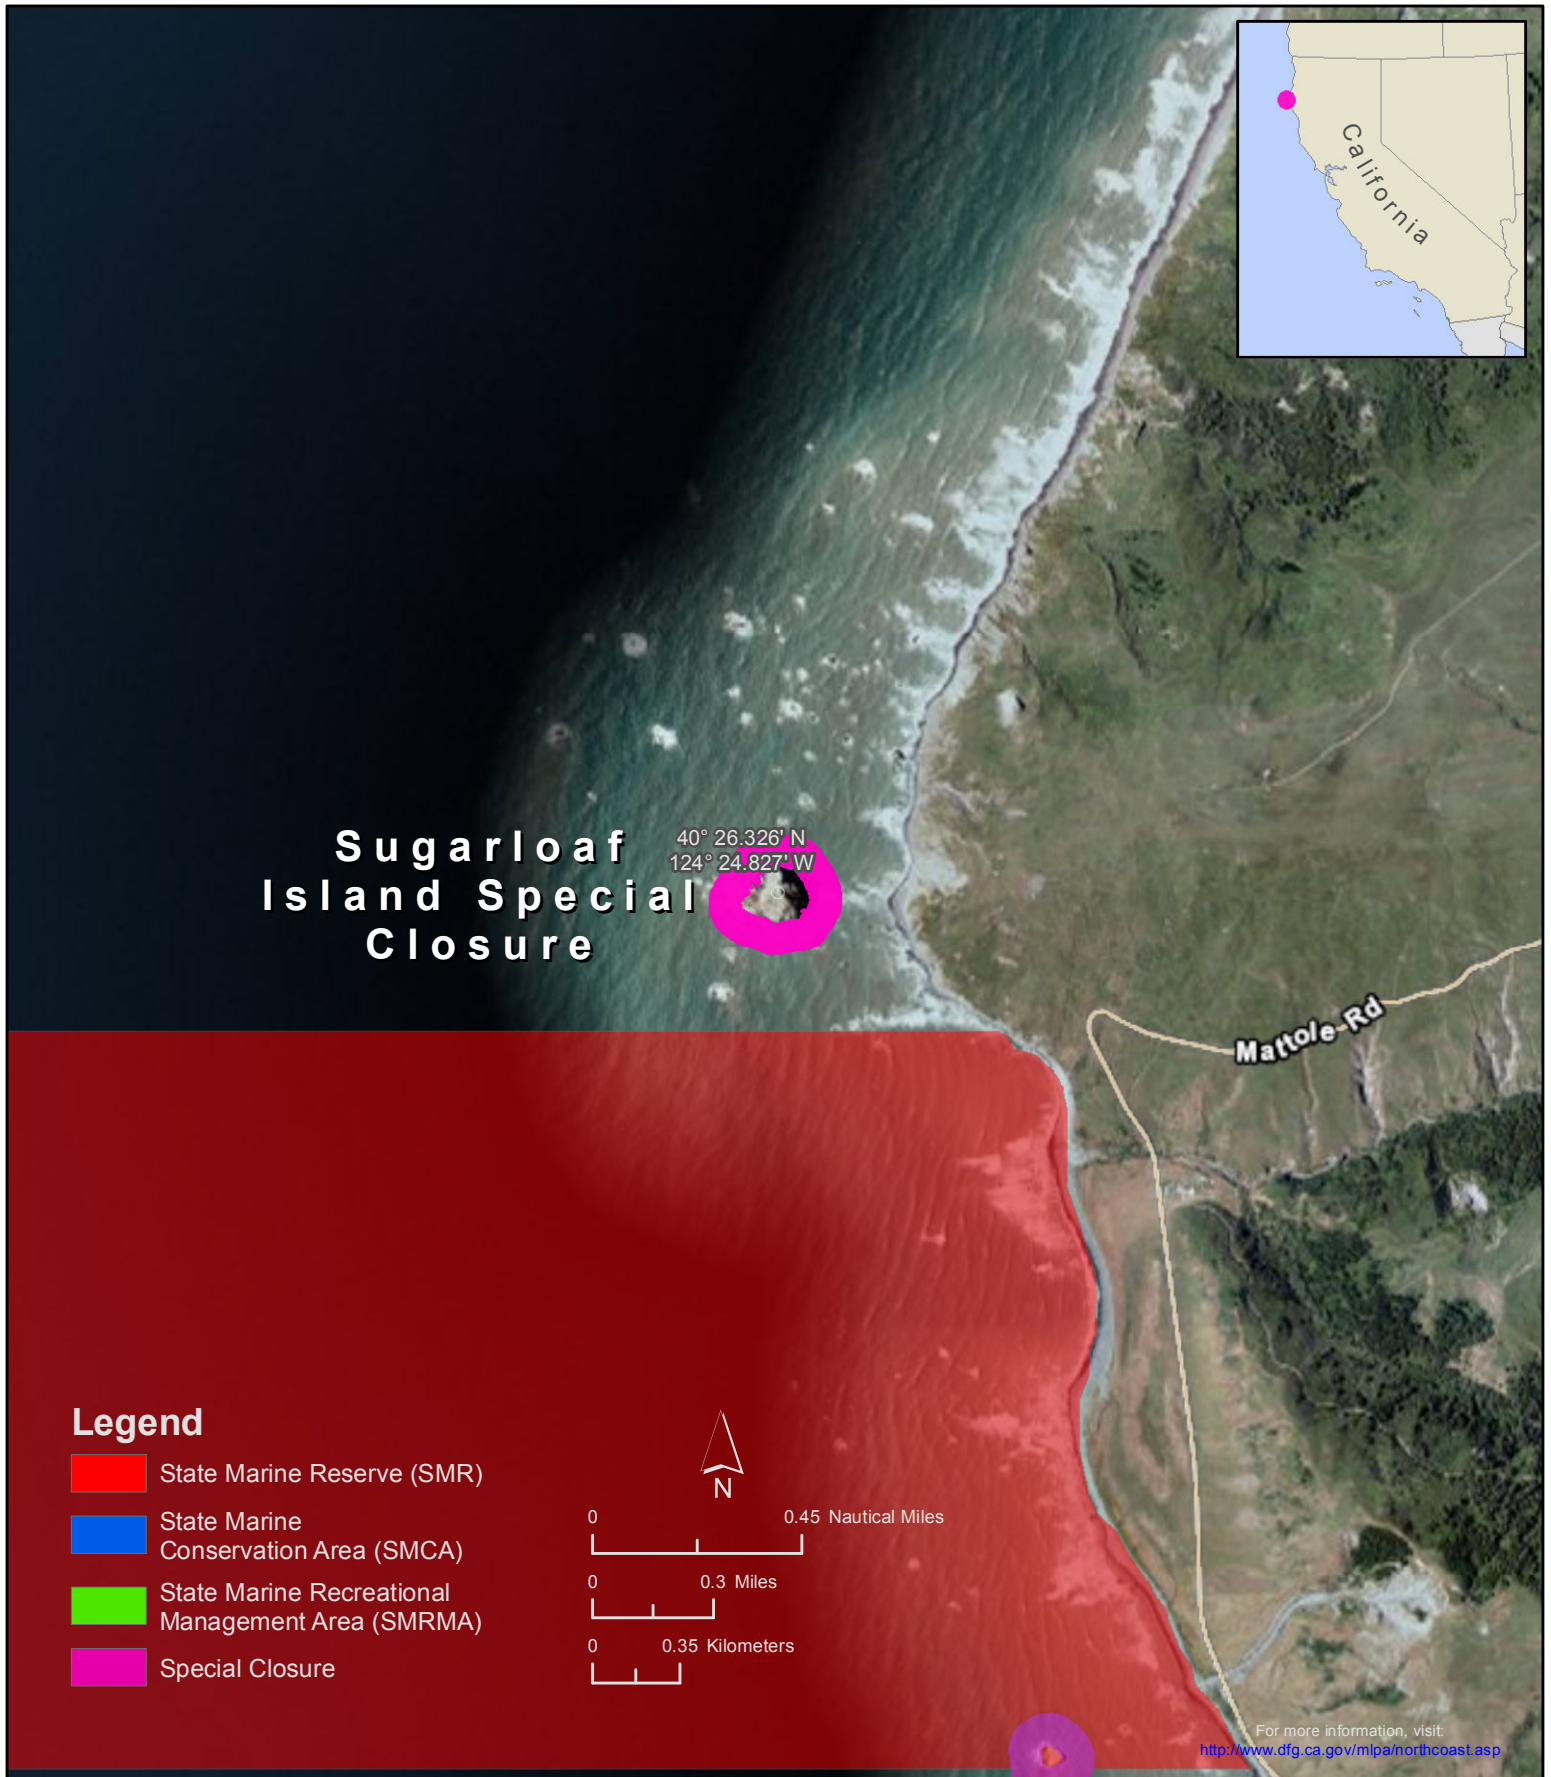 California
40° 26.326' N
124° 24.827' W
Sugarloaf
Island Special
Closure
Mattole Rd
Legend
State Marine Reserve (SMR)
State Marine
Conservation Area (SMCA)
State Marine Recreational
Management Area (SMRMA)
Special Closure
N
0 0.45 Nautical Miles
0 0.3 Miles
0 0.35 Kilometers
For more information, visit:
http://www.dfg.ca.gov/mlpa/northcoast.asp